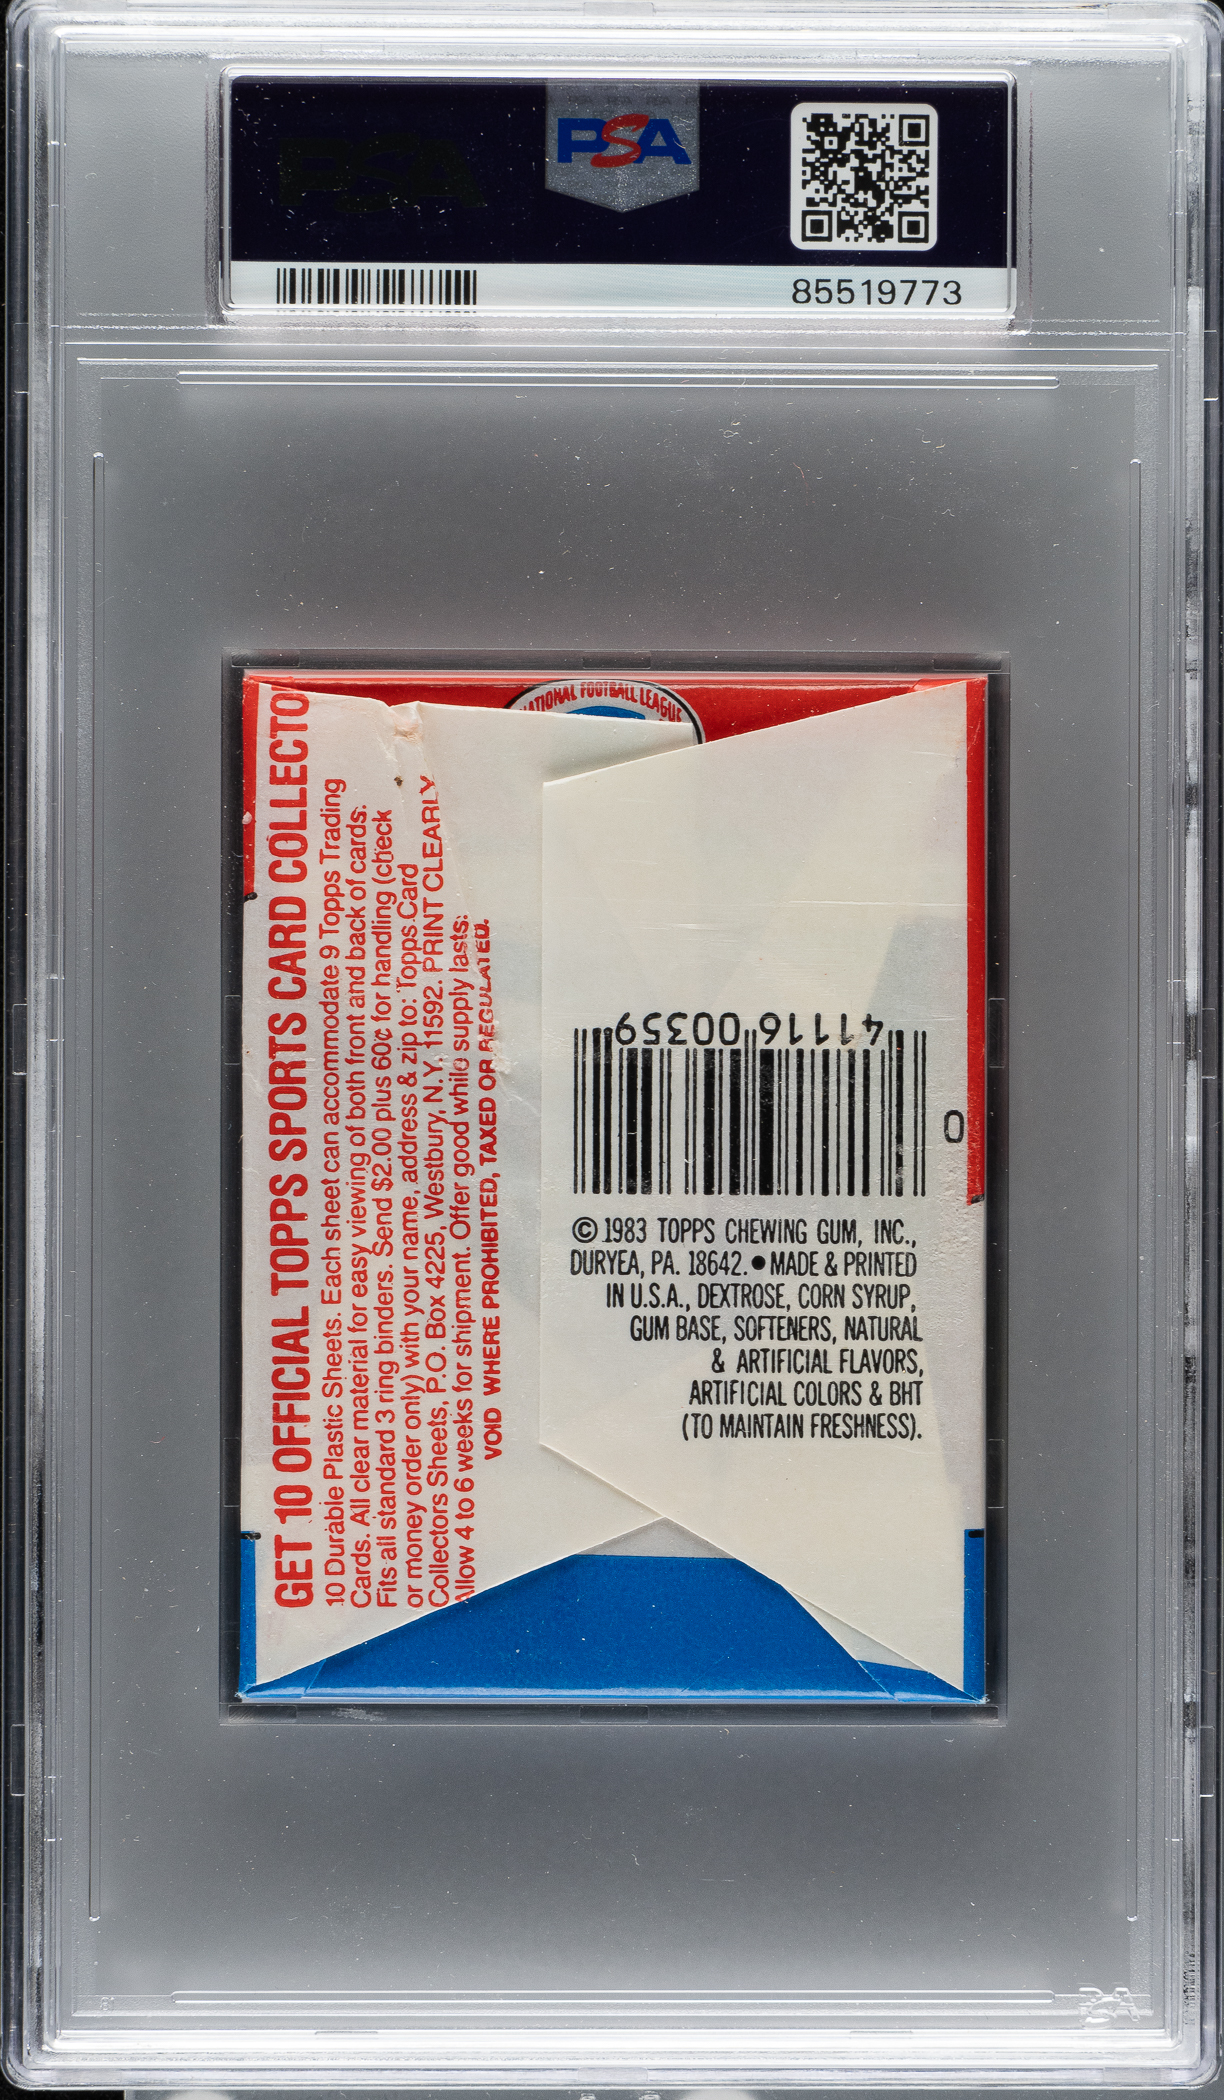 PSA
85519773
NATIONAL FOOTBALL LEAGUE
GET 10 OFFICIAL TOPPS SPORTS CARD COLLECTO
10 Durable Plastic Sheets. Each sheet can accommodate 9 Topps Trading
Cards. All clear material for easy viewing of both front and back of cards.
Fits all standard 3 ring binders. Send $2.00 plus 60¢ for handling (check
or money order only) with your name, address & zip to: Topps Card
Collectors Sheets, P.O. Box 4225, Westbury, N.Y. 11592. PRINT CLEARLY
Allow 4 to 6 weeks for shipment. Offer good while supply lasts.
VOID WHERE PROHIBITED, TAXED OR REGULATED.
41116 00359
0
© 1983 TOPPS CHEWING GUM, INC.,
DURYEA, PA. 18642. ● MADE & PRINTED
IN U.S.A., DEXTROSE, CORN SYRUP,
GUM BASE, SOFTENERS, NATURAL
& ARTIFICIAL FLAVORS,
ARTIFICIAL COLORS & BHT
(TO MAINTAIN FRESHNESS).
PSA